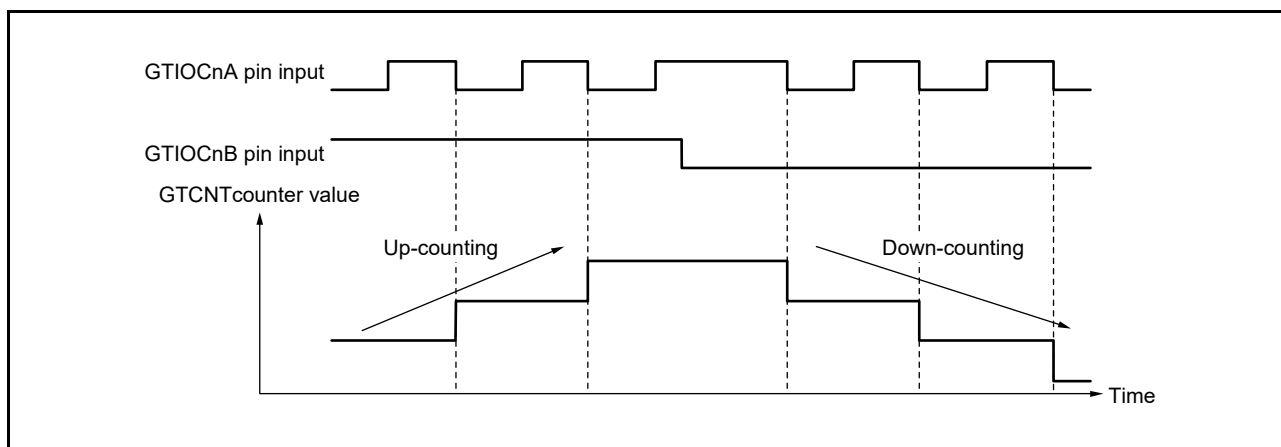 GTIOCnA pin input
GTIOCnB pin input
GTCNTcounter value
Up-counting
Down-counting
Time